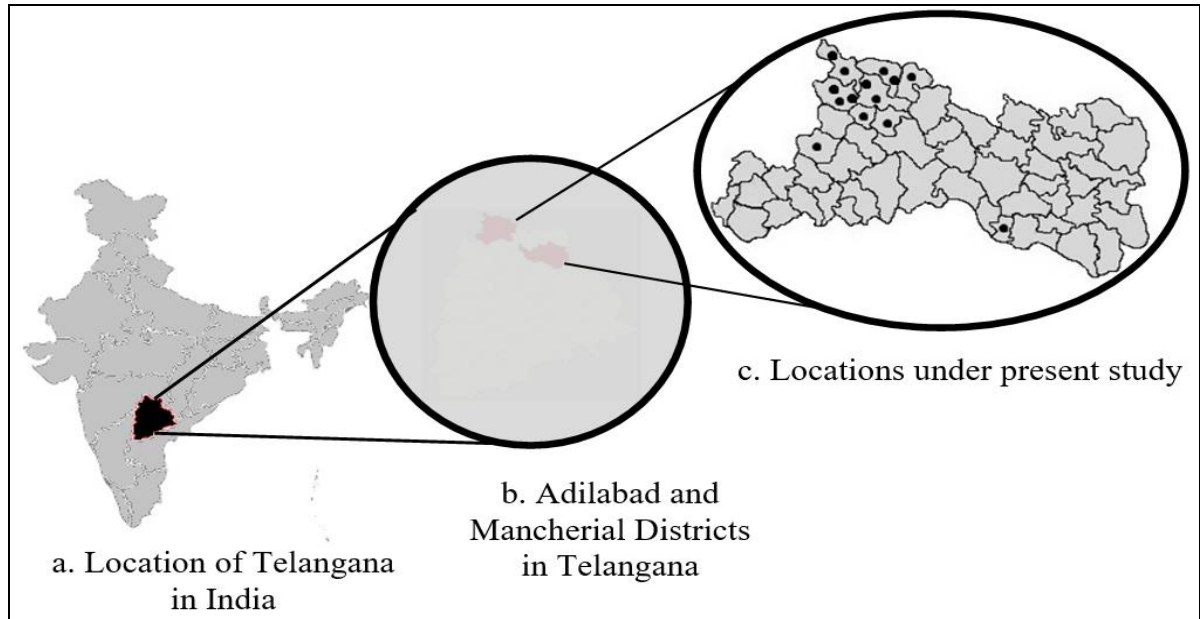 a. Location of Telangana
in India
b. Adilabad and
Mancherial Districts
in Telangana
c. Locations under present study